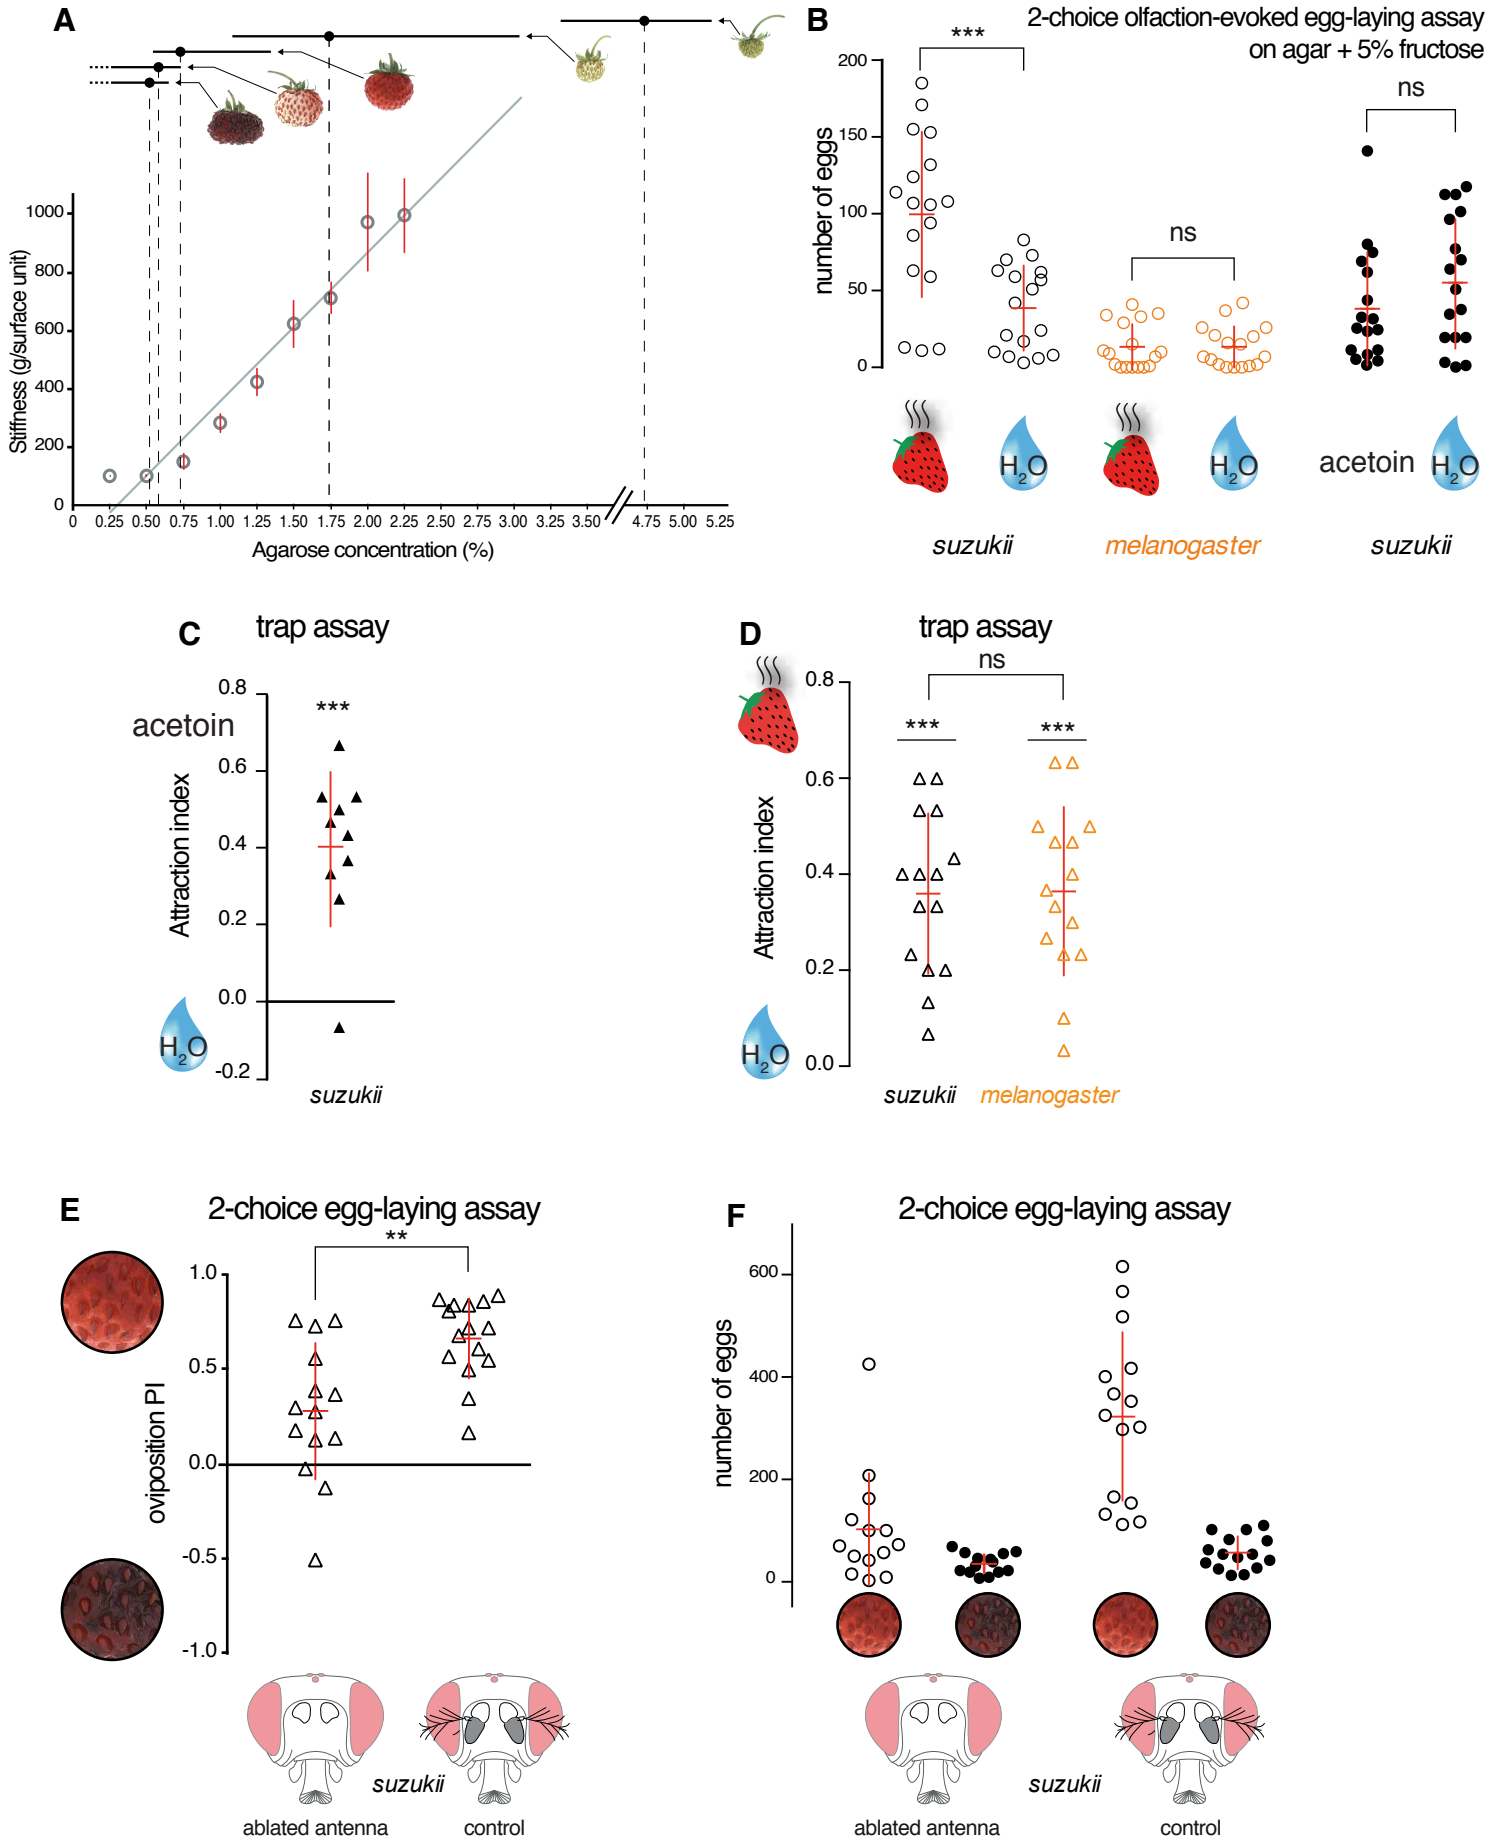 A
Stiffness (g/surface unit)
1000
800
600
400
200
0
0 0.25 0.50 0.75 1.00 1.25 1.50 1.75 2.00 2.25 2.50 2.75 3.00 3.25 3.50 4.75 5.00 5.25
Agarose concentration (%)
B
2-choice olfaction-evoked egg-laying assay
on agar + 5% fructose
number of eggs
200
150
100
50
0
***
ns
ns
H2O
H2O
acetoin
H2O
suzukii
melanogaster
suzukii
C
trap assay
acetoin
Attraction index
0.8
0.6
0.4
0.2
0.0
-0.2
***
H2O
suzukii
D
trap assay
ns
Attraction index
0.8
0.6
0.4
0.2
0.0
***
***
H2O
suzukii
melanogaster
E
2-choice egg-laying assay
**
oviposition PI
1.0
0.5
0.0
-0.5
-1.0
suzukii
ablated antenna
control
F
2-choice egg-laying assay
number of eggs
600
400
200
0
suzukii
ablated antenna
control